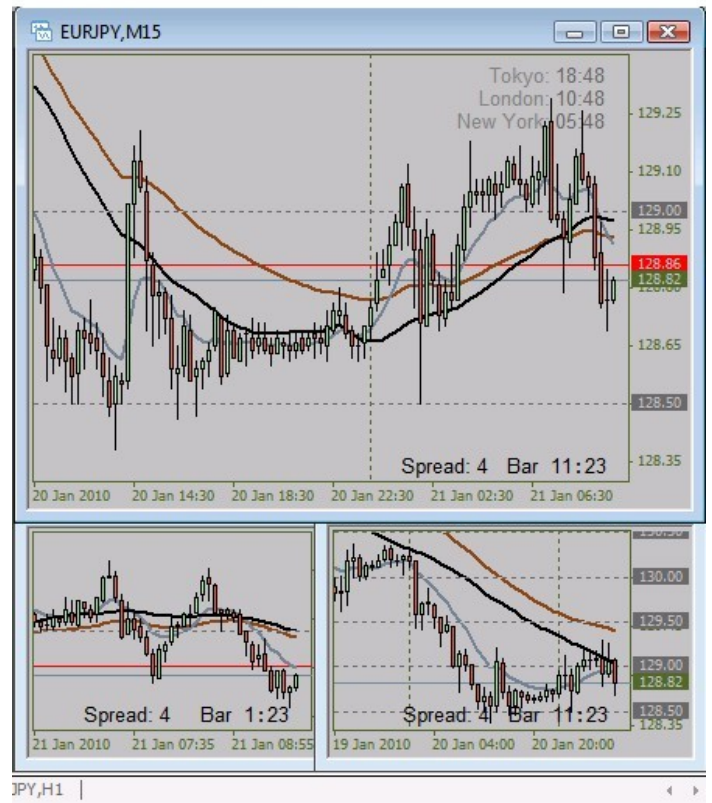 EURJPY,M15
Tokyo: 18:48
London: 10:48
New York: 05:48
129.25
129.10
129.00
128.95
128.86
128.82
128.80
128.65
128.50
128.35
Spread: 4 Bar 11:23
20 Jan 2010 20 Jan 14:30 20 Jan 18:30 20 Jan 22:30 21 Jan 02:30 21 Jan 06:30
Spread: 4 Bar 1:23
21 Jan 2010 21 Jan 07:35 21 Jan 08:55
130.50
130.00
129.50
129.00
128.82
128.50
128.35
Spread: 4 Bar 11:23
19 Jan 2010 20 Jan 04:00 20 Jan 20:00
JPY,H1